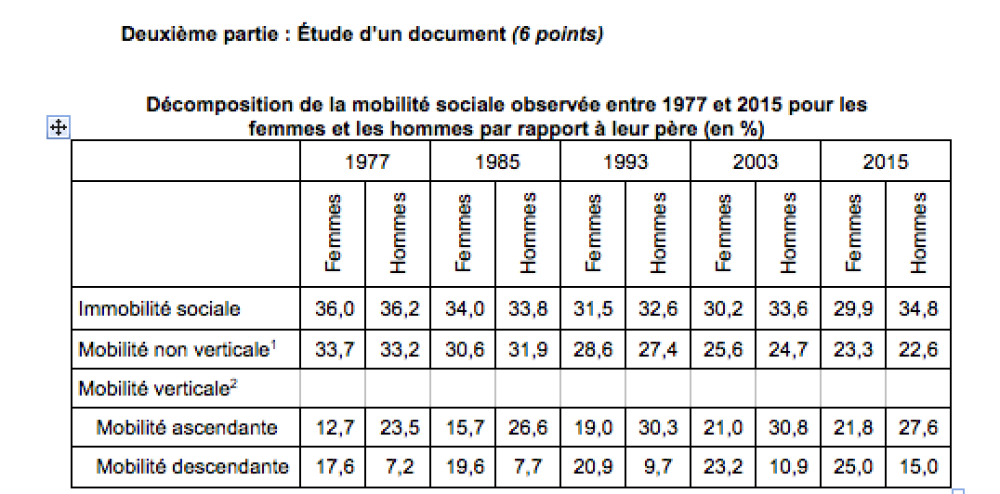 Deuxième partie : Étude d'un document (6 points)
Décomposition de la mobilité sociale observée entre 1977 et 2015 pour les
femmes et les hommes par rapport à leur père (en %)
1977 1985 1993 2003 2015
Femmes Hommes Femmes Hommes Femmes Hommes Femmes Hommes Femmes Hommes
Immobilité sociale 36,0 36,2 34,0 33,8 31,5 32,6 30,2 33,6 29,9 34,8
Mobilité non verticale¹ 33,7 33,2 30,6 31,9 28,6 27,4 25,6 24,7 23,3 22,6
Mobilité verticale²
Mobilité ascendante 12,7 23,5 15,7 26,6 19,0 30,3 21,0 30,8 21,8 27,6
Mobilité descendante 17,6 7,2 19,6 7,7 20,9 9,7 23,2 10,9 25,0 15,0